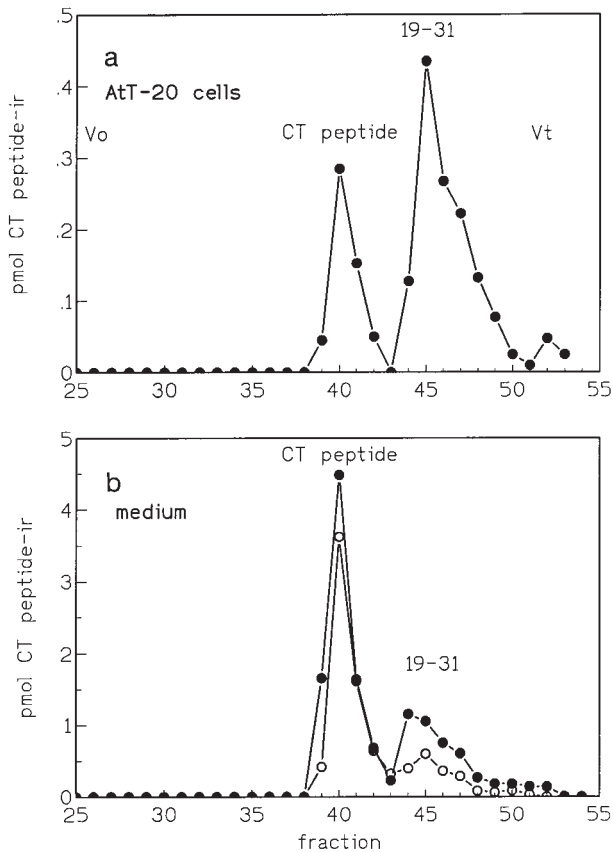 a
AtT-20 cells
19-31
Vo
CT peptide
Vt
pmol CT peptide-ir
.5
.4
.3
.2
.1
0
25 30 35 40 45 50 55
b
medium
CT peptide
19-31
pmol CT peptide-ir
5
4
3
2
1
0
25 30 35 40 45 50 55
fraction